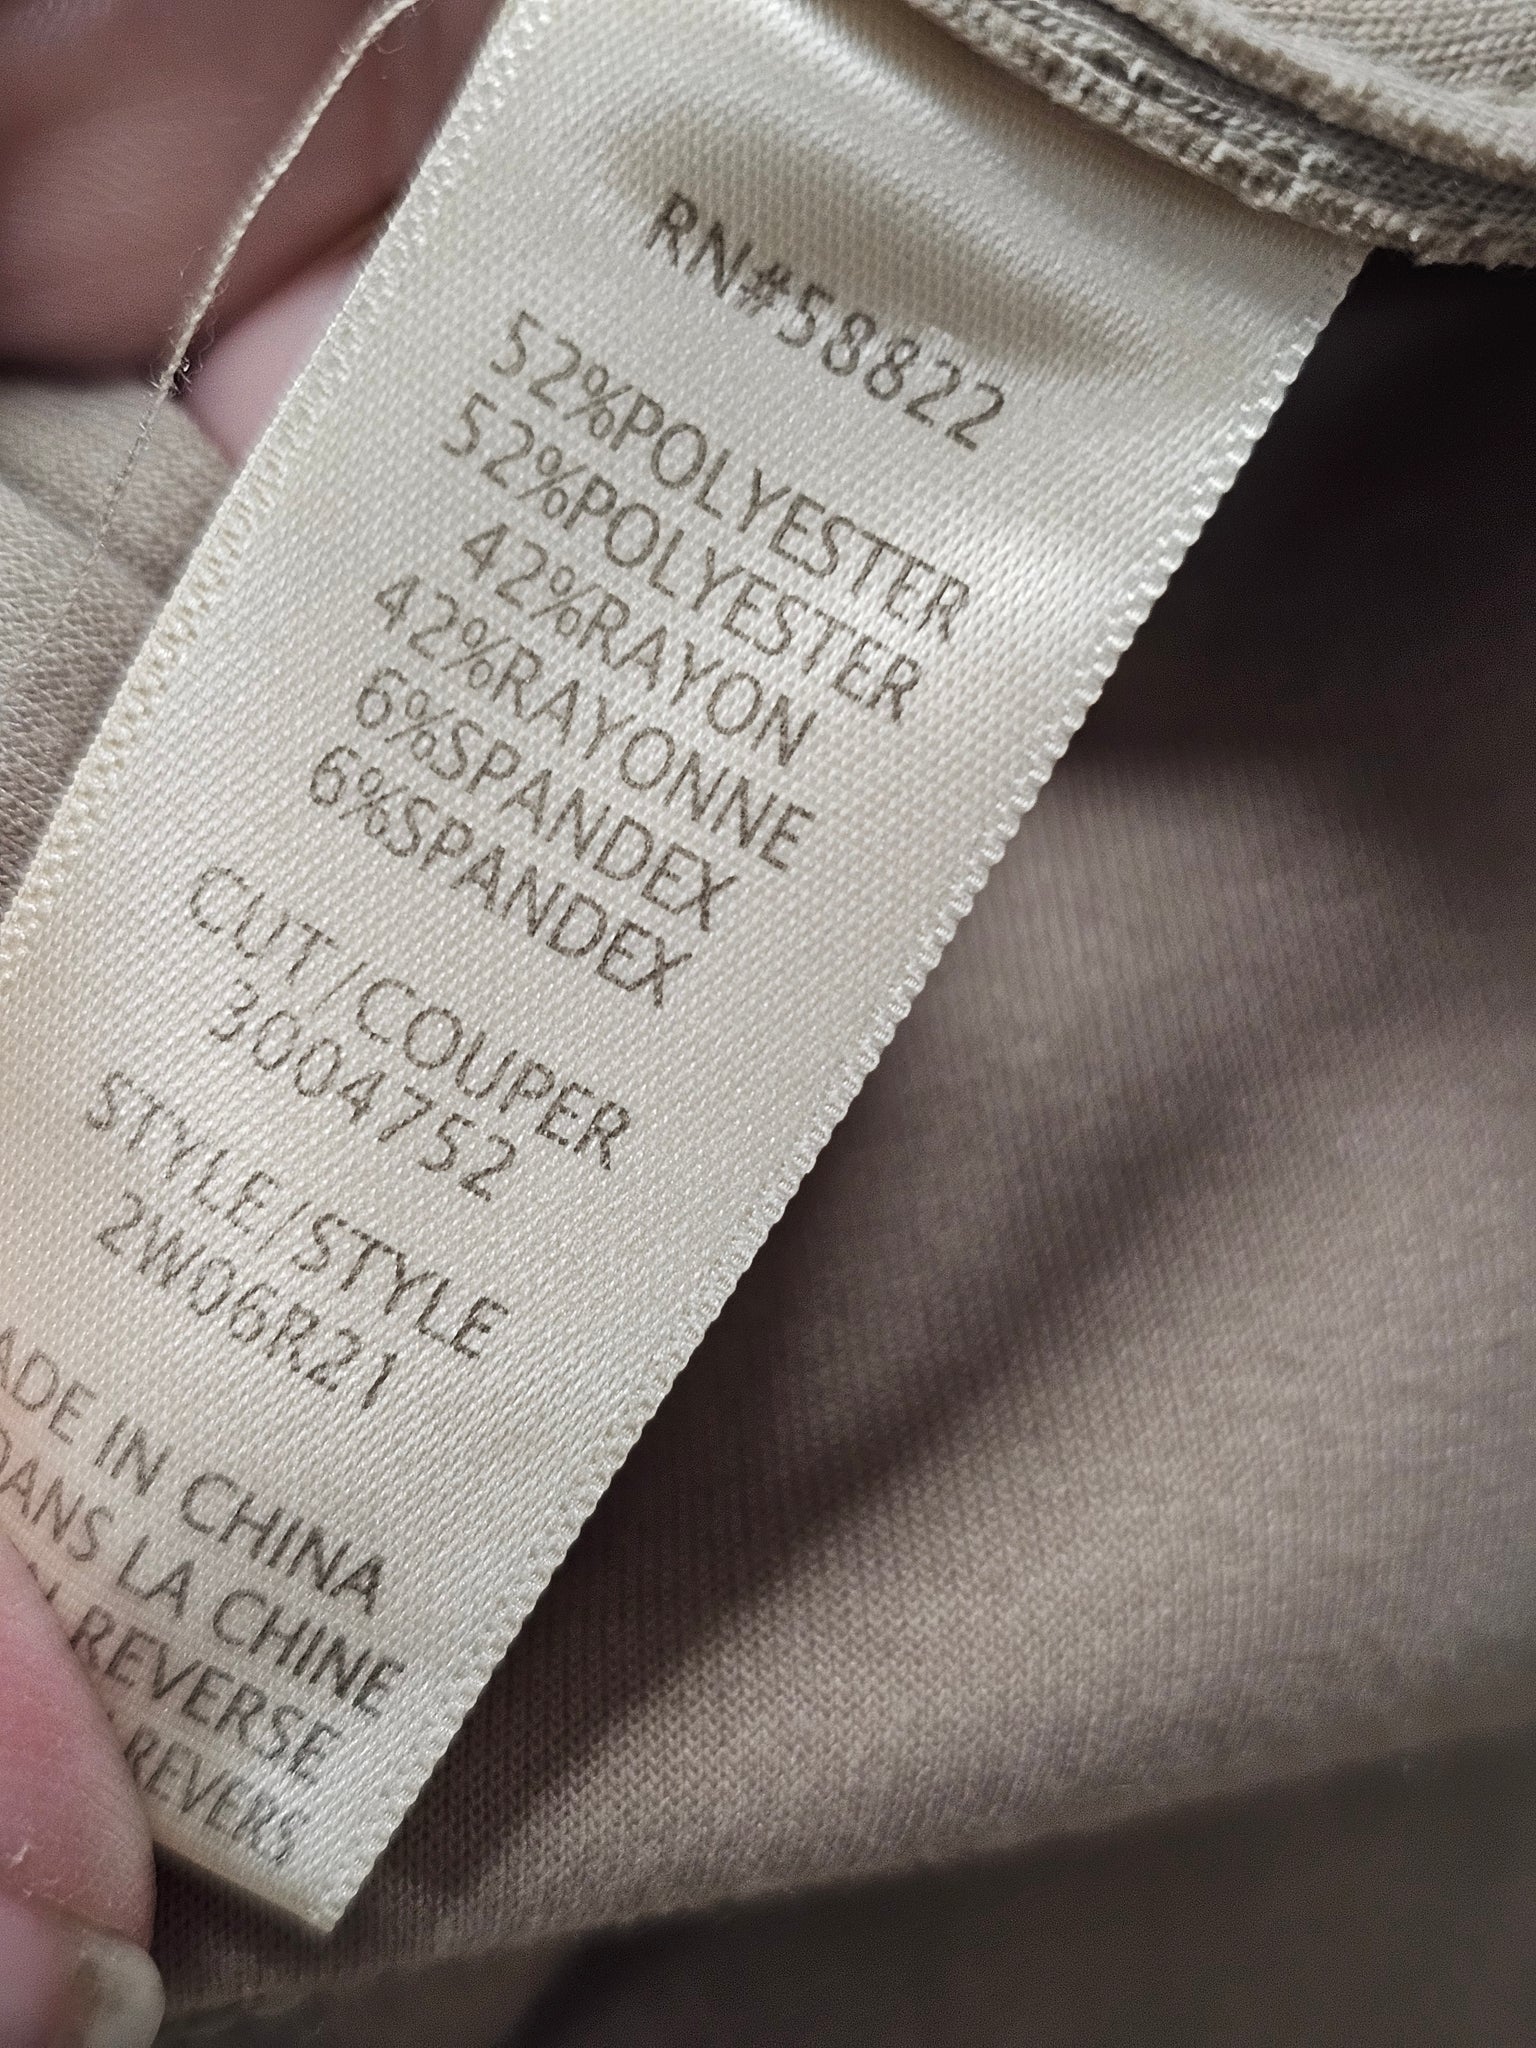 RN#58822
52%POLYESTER
52%POLYESTER
42%RAYON
42%RAYONNE
6%SPANDEX
6%SPANDEX
CUT/COUPER
3004752
STYLE/STYLE
2W06R21
ADE IN CHINA
DANS LA CHINE
REVERSE
REVERS